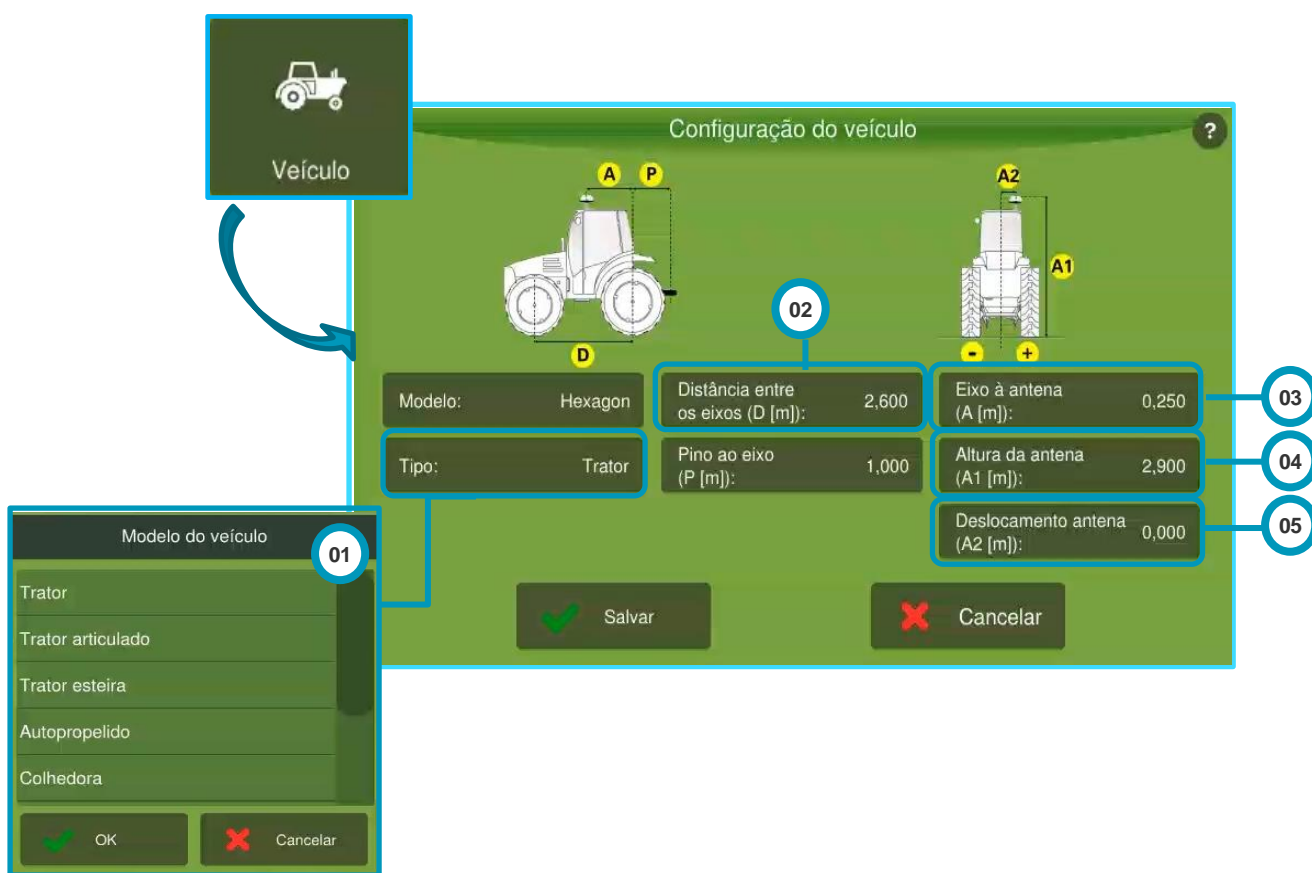 Veículo
Configuração do veículo
?
A
P
A2
A1
D
-
+
02
Modelo: Hexagon
Distância entre
os eixos (D [m]): 2,600
Eixo à antena
(A [m]): 0,250
03
Tipo: Trator
Pino ao eixo
(P [m]): 1,000
Altura da antena
(A1 [m]): 2,900
04
Deslocamento antena
(A2 [m]): 0,000
05
Salvar
Cancelar
Modelo do veículo
01
Trator
Trator articulado
Trator esteira
Autopropelido
Colhedora
OK
Cancelar